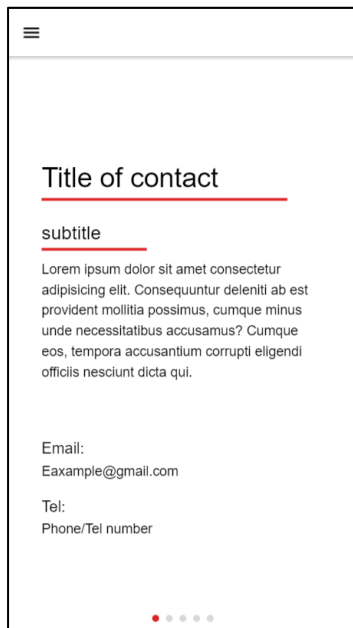 Title of contact
subtitle
Lorem ipsum dolor sit amet consectetur
adipisicing elit. Consequuntur deleniti ab est
provident mollitia possimus, cumque minus
unde necessitatibus accusamus? Cumque
eos, tempora accusantium corrupti eligendi
officiis nesciunt dicta qui.
Email:
Eaxample@gmail.com
Tel:
Phone/Tel number